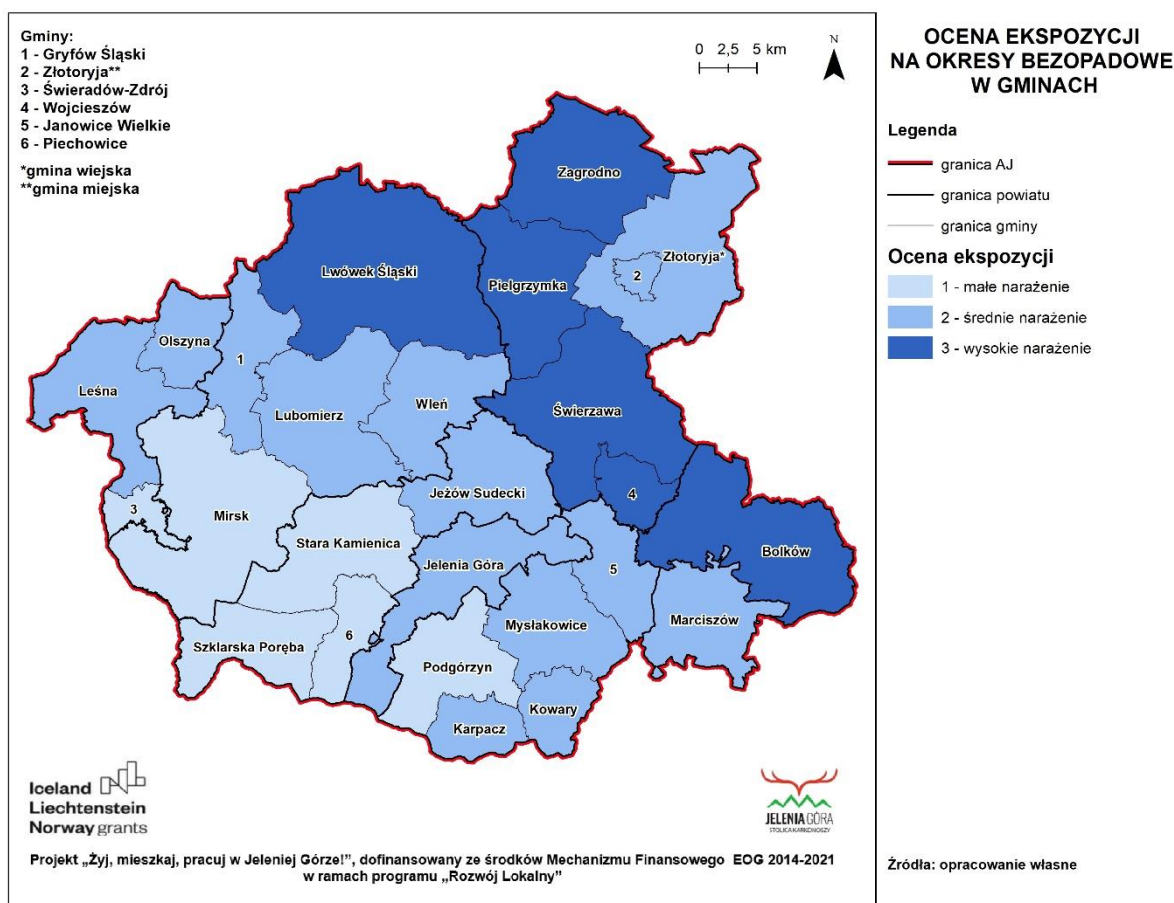 Gminy:
1 - Gryfów Śląski
2 - Złotoryja**
3 - Świeradów-Zdrój
4 - Wojcieszów
5 - Janowice Wielkie
6 - Piechowice
*gmina wiejska
**gmina miejska
0 2,5 5 km
N
Zagrodno
Złotoryja*
2
Lwówek Śląski
Pielgrzymka
Olszyna
1
Leśna
Lubomierz
Wleń
Świerzawa
4
3
Mirsk
Jeżów Sudecki
Stara Kamienica
Jelenia Góra
5
Bolków
Marciszów
Mysłakowice
6
Szklarska Poręba
Podgórzyn
Kowary
Karpacz
Iceland
Liechtenstein
Norway grants
JELENIA GÓRA
STOLICA KARKONOSZY
Projekt „Żyj, mieszkaj, pracuj w Jeleniej Górze!”, dofinansowany ze środków Mechanizmu Finansowego EOG 2014-2021
w ramach programu „Rozwój Lokalny”
OCENA EKSPOZYCJI
NA OKRESY BEZOPADOWE
W GMINACH
Legenda
granica AJ
granica powiatu
granica gminy
Ocena ekspozycji
1 - małe narażenie
2 - średnie narażenie
3 - wysokie narażenie
Źródła: opracowanie własne